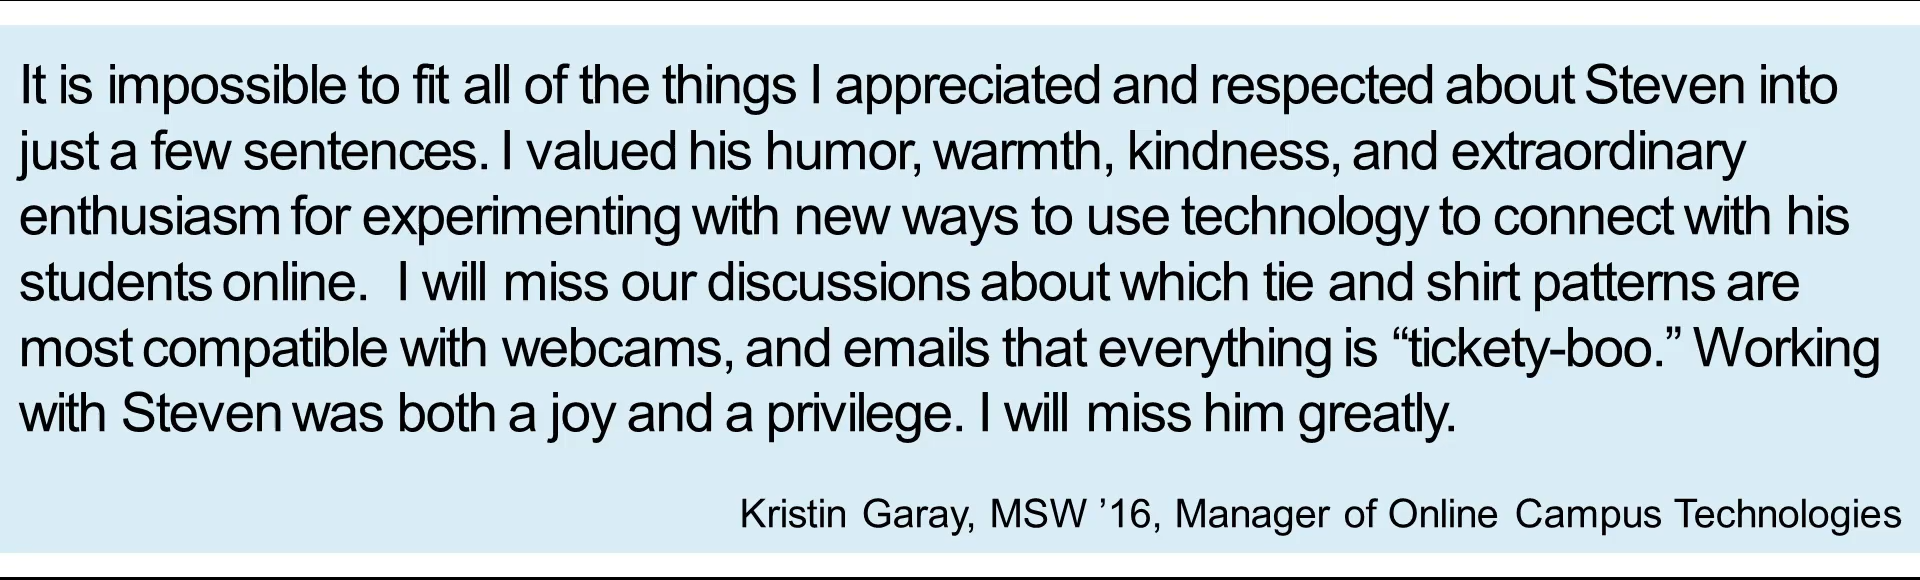 It is impossible to fit all of the things I appreciated and respected about Steven into
just a few sentences. I valued his humor, warmth, kindness, and extraordinary
enthusiasm for experimenting with new ways to use technology to connect with his
students online.  I will miss our discussions about which tie and shirt patterns are
most compatible with webcams, and emails that everything is “tickety-boo.” Working
with Steven was both a joy and a privilege. I will miss him greatly.
Kristin Garay, MSW ’16, Manager of Online Campus Technologies